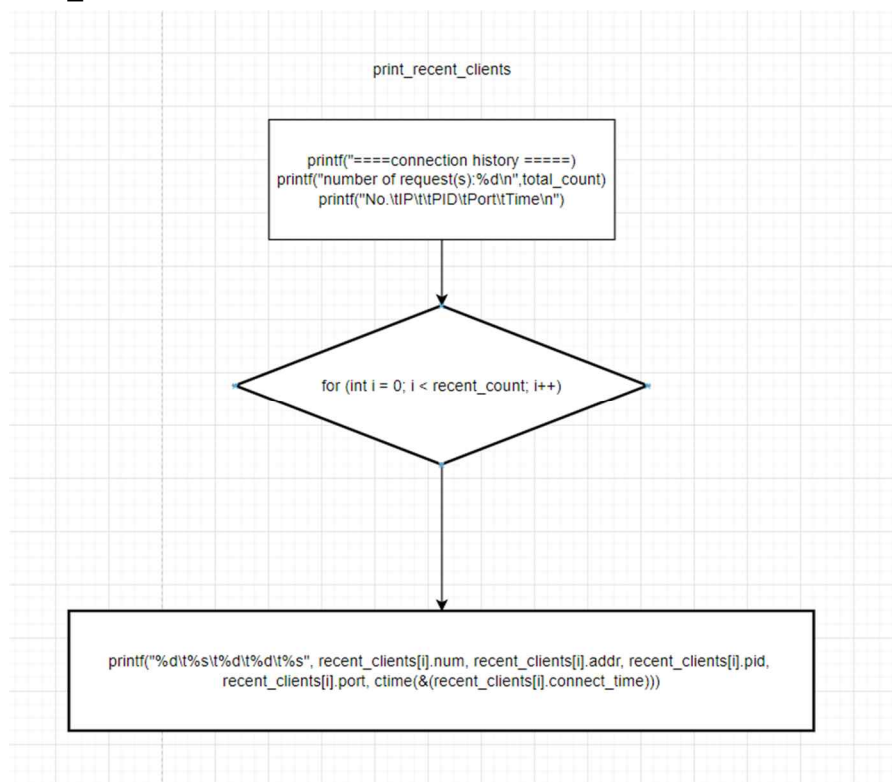 print_recent_clients
printf("====connection history =====)
printf("number of request(s):%d\n",total_count)
printf("No.\tIP\t\tPID\tPort\tTime\n")
for (int i = 0; i < recent_count; i++)
printf("%d\t%s\t%d\t%d\t%s", recent_clients[i].num, recent_clients[i].addr, recent_clients[i].pid,
recent_clients[i].port, ctime(&(recent_clients[i].connect_time)))